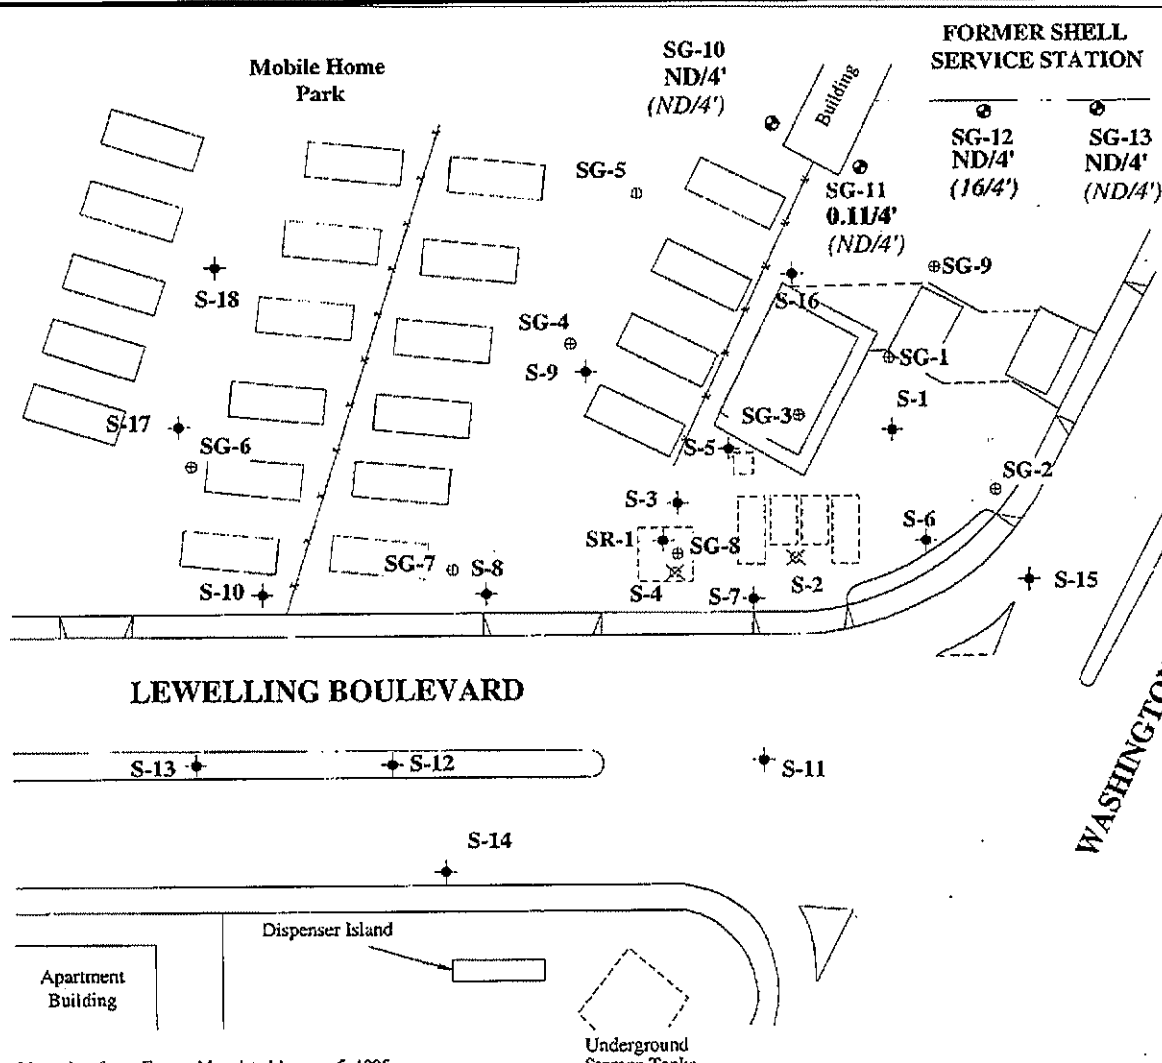 FORMER SHELL
SERVICE STATION
Mobile Home
Park
SG-10
ND/4'
(ND/4')
Building
SG-12
ND/4'
(16/4')
SG-13
ND/4'
(ND/4')
SG-5
SG-11
0.11/4'
(ND/4')
S-18
SG-9
S-16
SG-4
S-9
SG-1
S-1
SG-3
S-17
SG-6
S-5
SG-2
S-3
S-6
SR-1
SG-8
SG-7
S-8
S-2
S-10
S-4
S-7
S-15
LEWELLING BOULEVARD
WASHINGTON
S-13
S-12
S-11
S-14
Dispenser Island
Apartment
Building
Underground